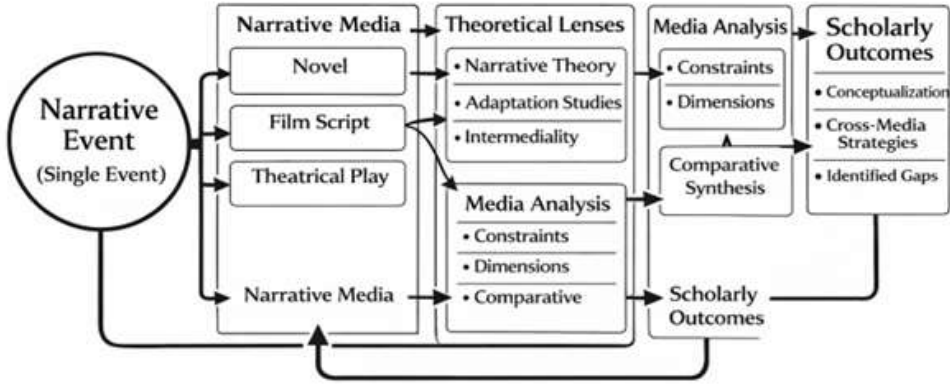 Narrative
Event
(Single Event)
Narrative Media
Novel
Film Script
Theatrical Play
Narrative Media
Theoretical Lenses
• Narrative Theory
• Adaptation Studies
• Intermediality
Media Analysis
• Constraints
• Dimensions
• Comparative
Media Analysis
• Constraints
• Dimensions
Comparative
Synthesis
Scholarly
Outcomes
Scholarly
Outcomes
• Conceptualization
• Cross-Media
Strategies
• Identified Gaps